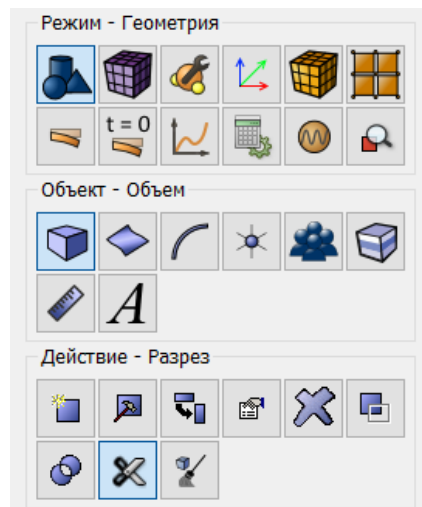 Режим - Геометрия
t = 0
Объект - Объем
A
Действие - Разрез